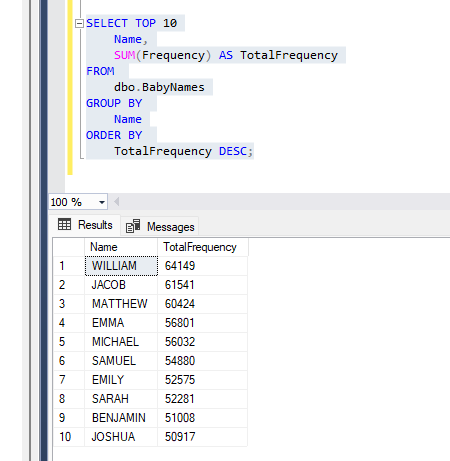 SELECT TOP 10
Name,
SUM(Frequency) AS TotalFrequency
FROM
dbo.BabyNames
GROUP BY
Name
ORDER BY
TotalFrequency DESC;
100 %
Results Messages
Name TotalFrequency
1 WILLIAM 64149
2 JACOB 61541
3 MATTHEW 60424
4 EMMA 56801
5 MICHAEL 56032
6 SAMUEL 54880
7 EMILY 52575
8 SARAH 52281
9 BENJAMIN 51008
10 JOSHUA 50917